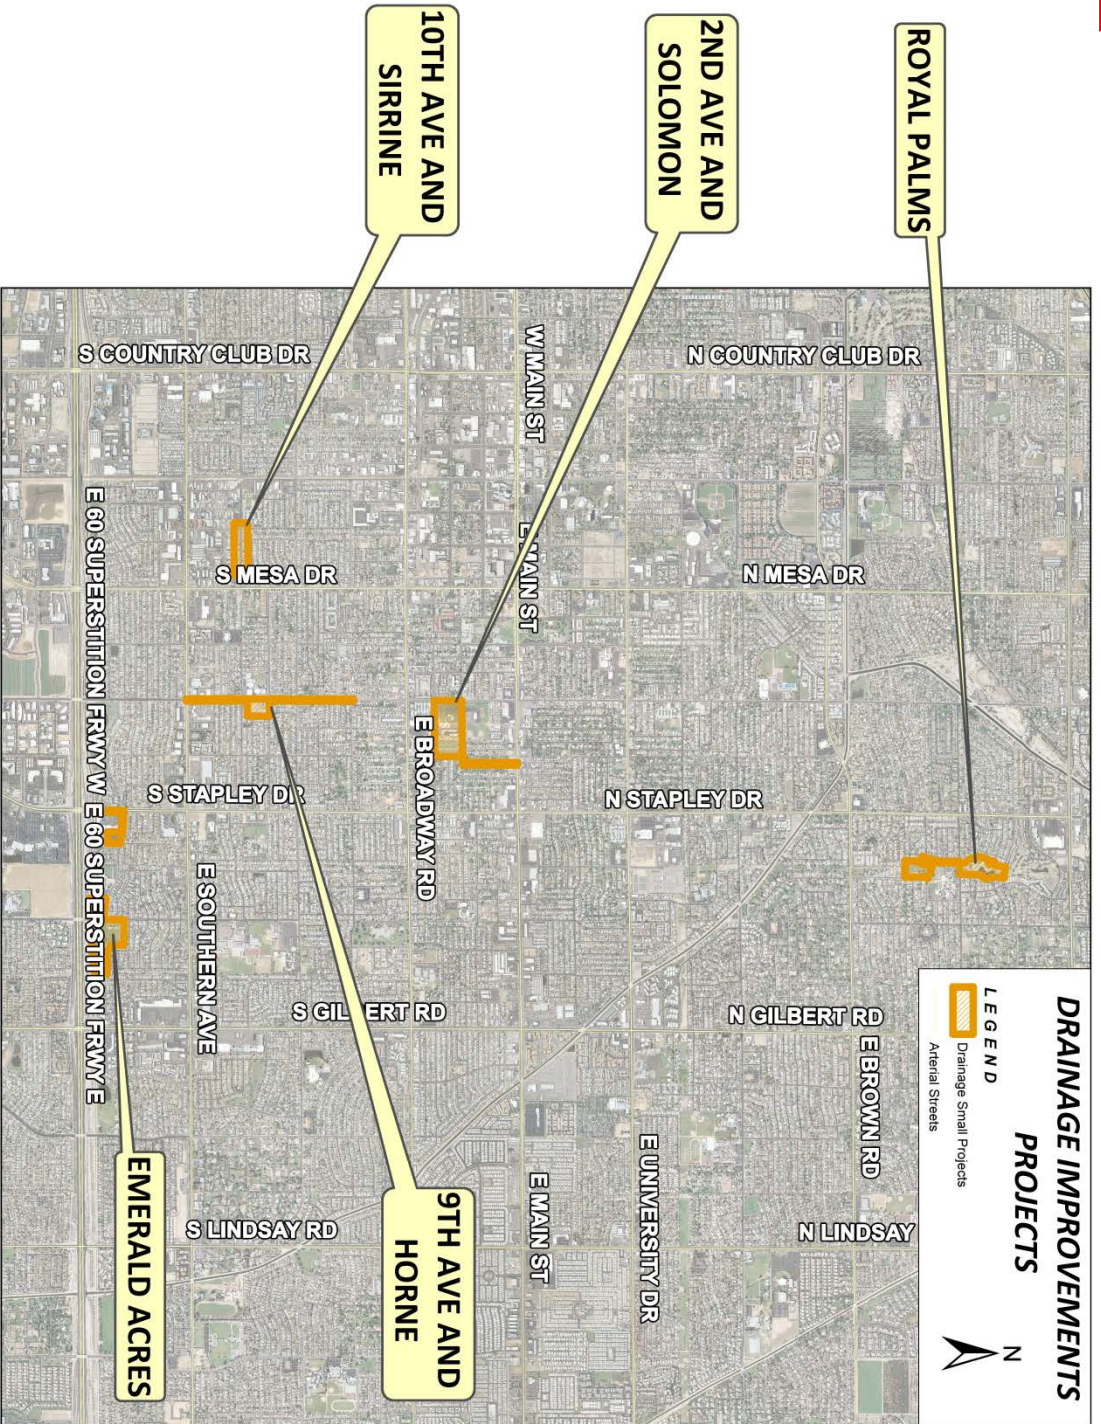 DRAINAGE IMPROVEMENTS
PROJECTS
LEGEND
Drainage Small Projects
Arterial Streets
N
ROYAL PALMS
2ND AVE AND
SOLOMON
10TH AVE AND
SIRRINE
9TH AVE AND
HORNE
EMERALD ACRES
N COUNTRY CLUB DR
S COUNTRY CLUB DR
N MESA DR
S MESA DR
N STAPLEY DR
S STAPLEY DR
N GILBERT RD
S GILBERT RD
N LINDSAY
S LINDSAY RD
E BROWN RD
E UNIVERSITY DR
W MAIN ST
E MAIN ST
E MAIN ST
E BROADWAY RD
E SOUTHERN AVE
E 60 SUPERSTITION FRWY W
E 60 SUPERSTITION FRWY E